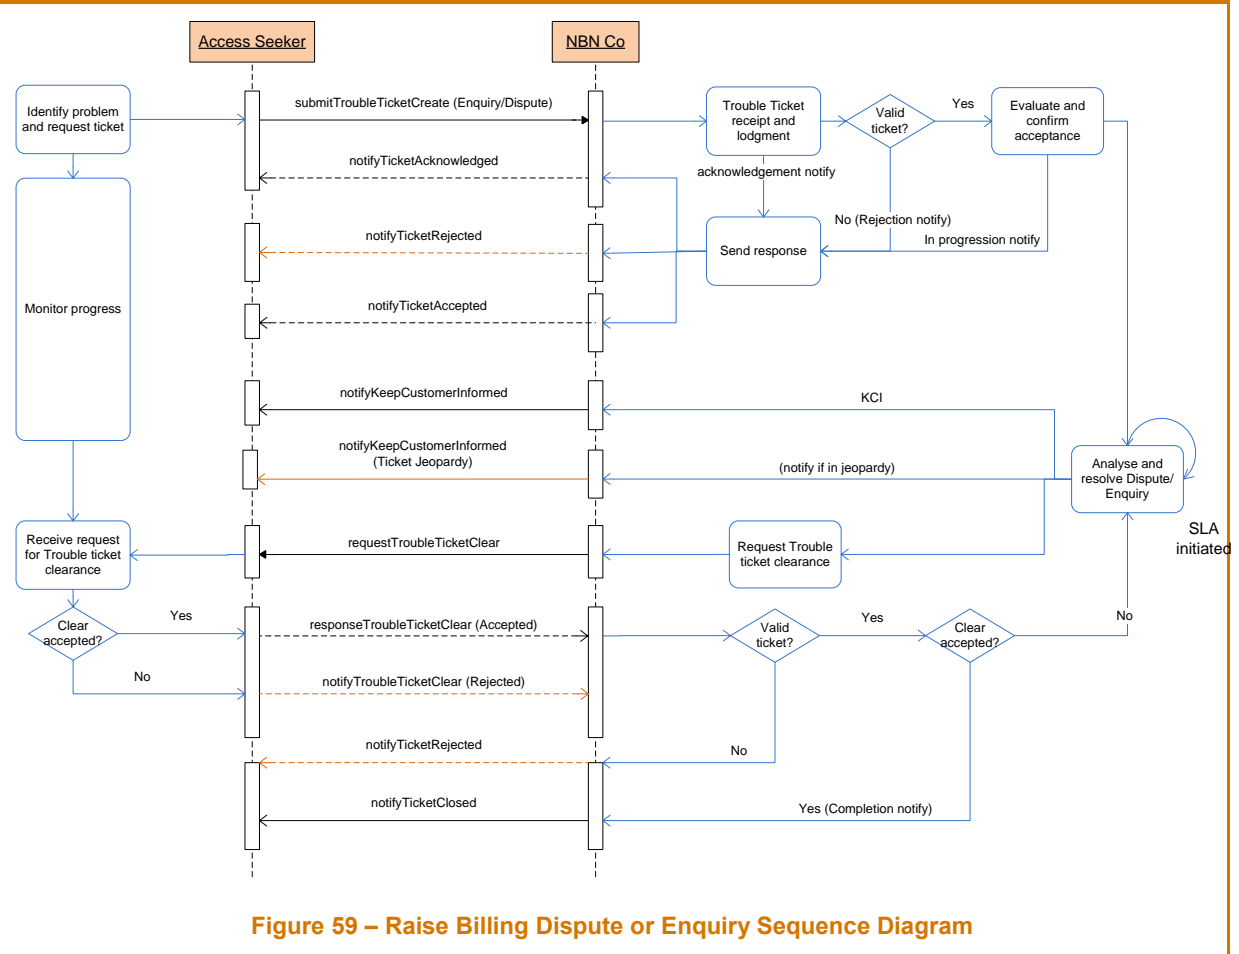 Access Seeker
NBN Co
Identify problem
and request ticket
submitTroubleTicketCreate (Enquiry/Dispute)
Trouble Ticket
receipt and
lodgment
Valid
ticket?
Yes
Evaluate and
confirm
acceptance
notifyTicketAcknowledged
acknowledgement notify
No (Rejection notify)
In progression notify
notifyTicketRejected
Send response
Monitor progress
notifyTicketAccepted
notifyKeepCustomerInformed
KCI
notifyKeepCustomerInformed
(Ticket Jeopardy)
(notify if in jeopardy)
Analyse and
resolve Dispute/
Enquiry
SLA
initiated
Receive request
for Trouble ticket
clearance
requestTroubleTicketClear
Request Trouble
ticket clearance
Clear
accepted?
Yes
No
responseTroubleTicketClear (Accepted)
Valid
ticket?
Yes
Clear
accepted?
No
notifyTroubleTicketClear (Rejected)
notifyTicketRejected
No
notifyTicketClosed
Yes (Completion notify)
Figure 59 – Raise Billing Dispute or Enquiry Sequence Diagram